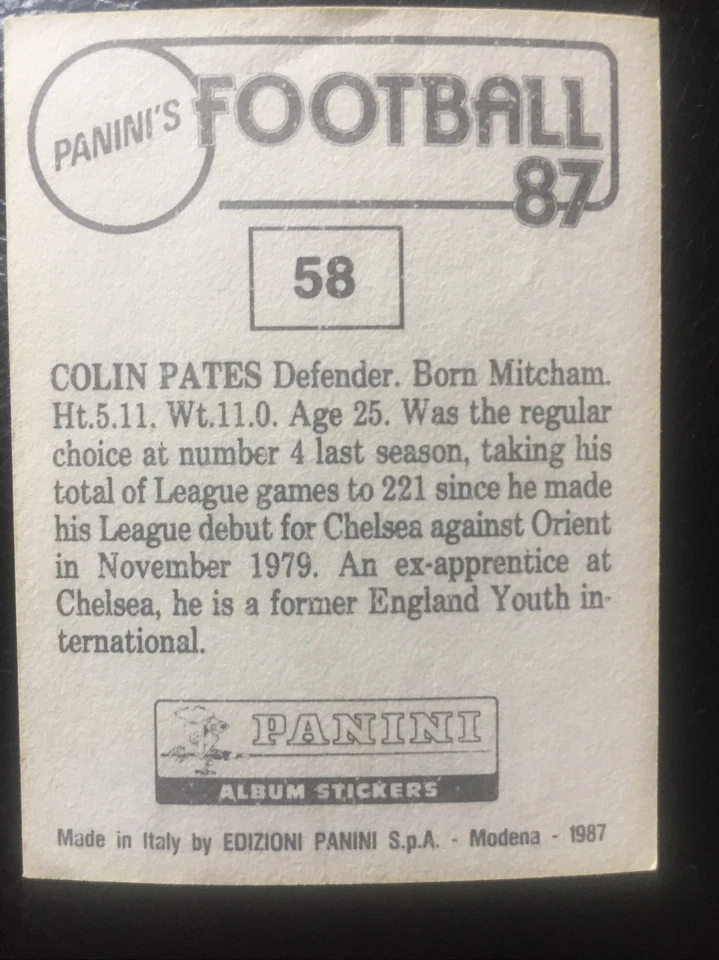 PANINI'S FOOTBALL
87
58
COLIN PATES Defender. Born Mitcham.
Ht.5.11. Wt.11.0. Age 25. Was the regular
choice at number 4 last season, taking his
total of League games to 221 since he made
his League debut for Chelsea against Orient
in November 1979. An ex-apprentice at
Chelsea, he is a former England Youth in-
ternational.
PANINI
ALBUM STICKERS
Made in Italy by EDIZIONI PANINI S.p.A. - Modena - 1987